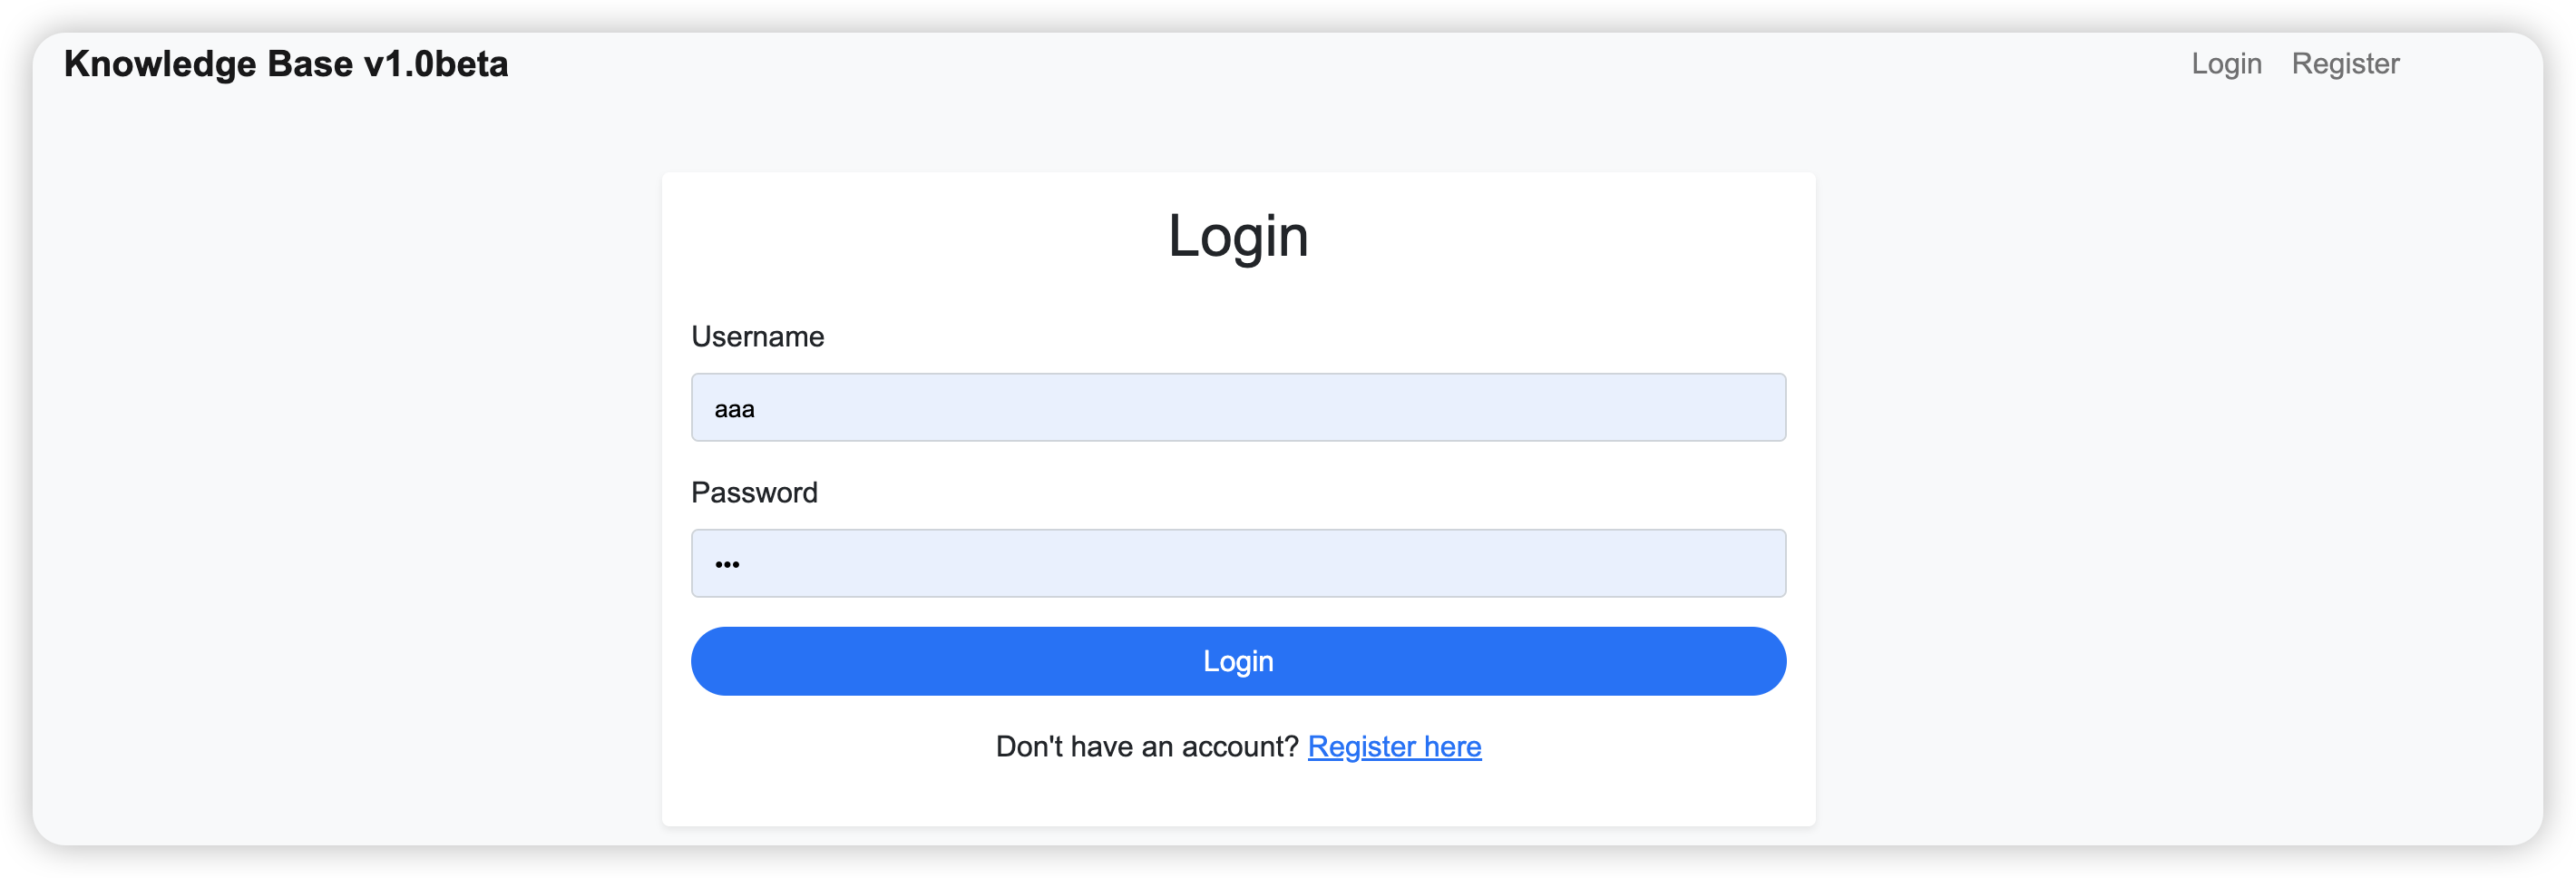 Knowledge Base v1.0beta Login Register
Login
Username
aaa
Password
•••
Login
Don't have an account? Register here